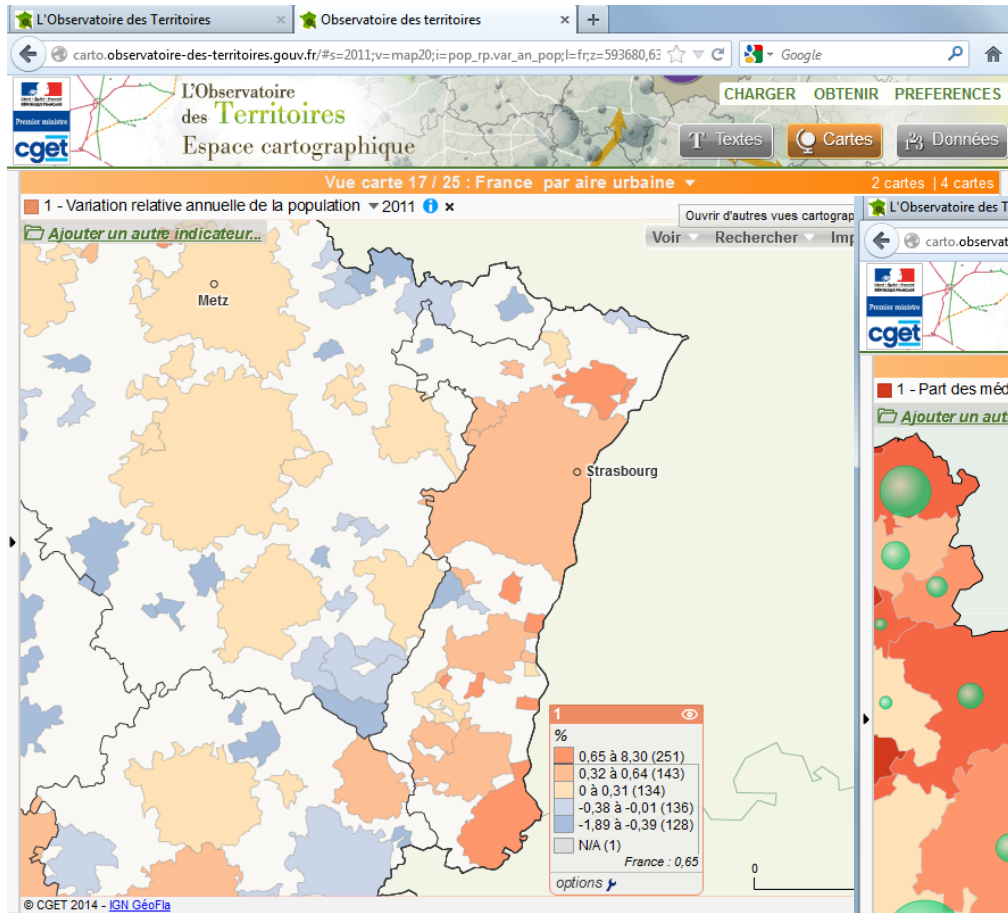 L'Observatoire des Territoires
Observatoire des territoires
carto.observatoire-des-territoires.gouv.fr/#s=2011;v=map20;i=pop_rp.var_an_pop;l=fr;z=593680,63
Google
Premier ministre
cget
L'Observatoire
des Territoires
Espace cartographique
CHARGER OBTENIR PREFERENCES
Textes
Cartes
Données
Vue carte 17 / 25 : France par aire urbaine
2 cartes | 4 cartes
1 - Variation relative annuelle de la population 2011
Ouvrir d'autres vues cartograp
Ajouter un autre indicateur...
Voir Rechercher Imp
Metz
Strasbourg
1
%
0,65 à 8,30 (251)
0,32 à 0,64 (143)
0 à 0,31 (134)
-0,38 à -0,01 (136)
-1,89 à -0,39 (128)
N/A (1)
France : 0,65
options
0
© CGET 2014 - IGN GéoFla
L'Observatoire des T
carto.observat
Premier ministre
cget
1 - Part des méd
Ajouter un aut